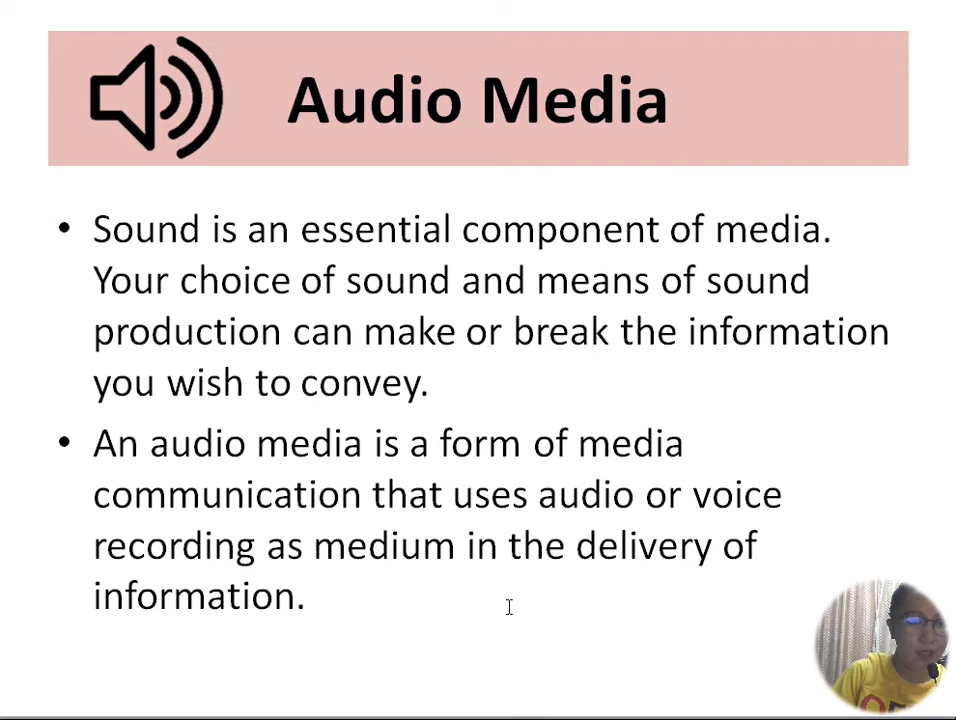 Audio Media
• Sound is an essential component of media.
Your choice of sound and means of sound
production can make or break the information
you wish to convey.
• An audio media is a form of media
communication that uses audio or voice
recording as medium in the delivery of
information.